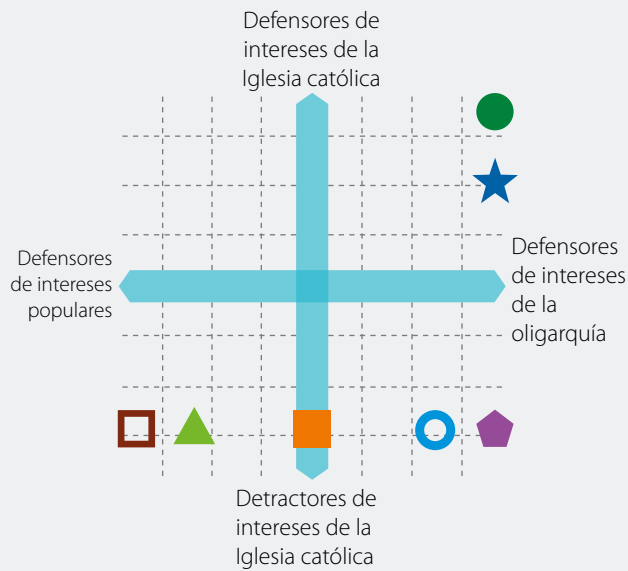 Defensores de
intereses de la
Iglesia católica
Defensores
de intereses
populares
Defensores
de intereses
de la
oligarquía
Detractores de
intereses de la
Iglesia católica